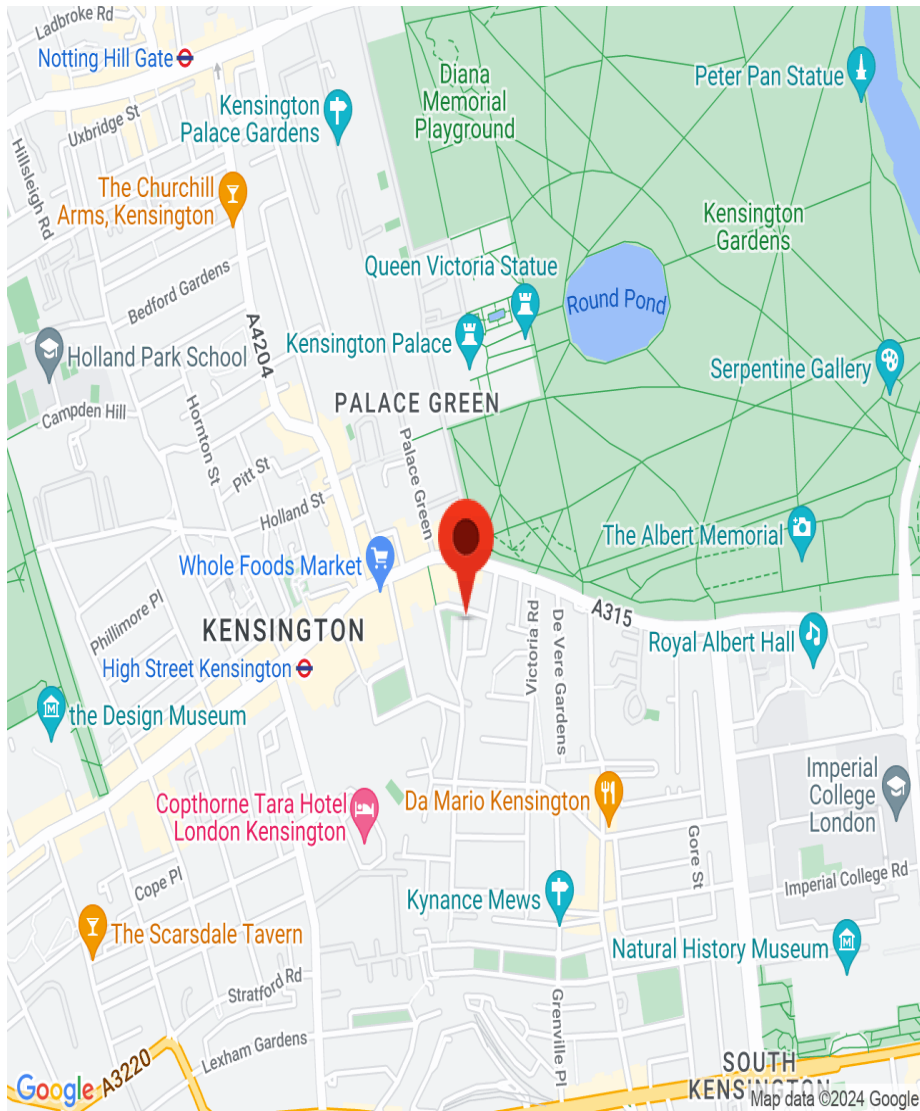 Ladbroke Rd
Notting Hill Gate
Diana
Memorial
Playground
Peter Pan Statue
Kensington
Palace Gardens
Uxbridge St
Hillsleigh Rd
The Churchill
Arms, Kensington
Kensington
Gardens
Queen Victoria Statue
Bedford Gardens
Round Pond
A4204
Kensington Palace
Holland Park School
Serpentine Gallery
PALACE GREEN
Campden Hill
Hornton St
Palace Green
Pitt St
Holland St
The Albert Memorial
Whole Foods Market
Phillimore Pl
A315
KENSINGTON
Victoria Rd
De Vere Gardens
Royal Albert Hall
High Street Kensington
the Design Museum
Imperial
College
London
Copthorne Tara Hotel
London Kensington
Da Mario Kensington
Gore St
Cope Pl
Imperial College Rd
Kynance Mews
The Scarsdale Tavern
Natural History Museum
Stratford Rd
Grenville Pl
Lexham Gardens
SOUTH
KENSINGTON
A3220
Google
Map data ©2024 Google